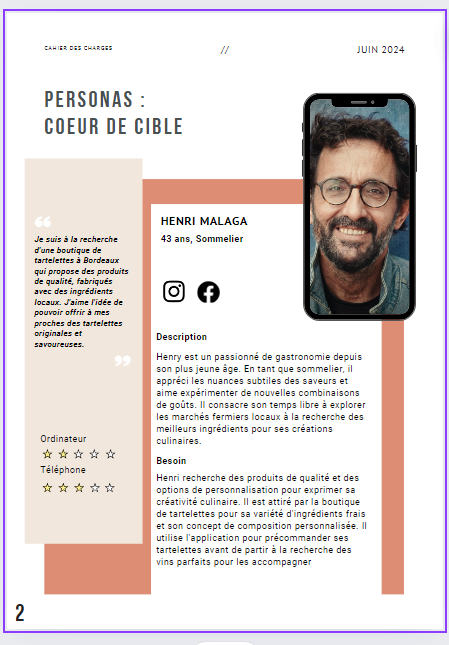 CAHIER DES CHARGES
//
JUIN 2024
PERSONAS :
COEUR DE CIBLE
“
Je suis à la recherche
d'une boutique de
tartelettes à Bordeaux
qui propose des produits
de qualité, fabriqués
avec des ingrédients
locaux. J'aime l'idée de
pouvoir offrir à mes
proches des tartelettes
originales et
savoureuses.
”
Ordinateur
Téléphone
HENRI MALAGA
43 ans, Sommelier
Description
Henry est un passionné de gastronomie depuis
son plus jeune âge. En tant que sommelier, il
appréci les nuances subtiles des saveurs et
aime expérimenter de nouvelles combinaisons
de goûts. Il consacre son temps libre à explorer
les marchés fermiers locaux à la recherche des
meilleurs ingrédients pour ses créations
culinaires.
Besoin
Henri recherche des produits de qualité et des
options de personnalisation pour exprimer sa
créativité culinaire. Il est attiré par la boutique
de tartelettes pour sa variété d'ingrédients frais
et son concept de composition personnalisée. Il
utilise l'application pour précommander ses
tartelettes avant de partir à la recherche des
vins parfaits pour les accompagner
2